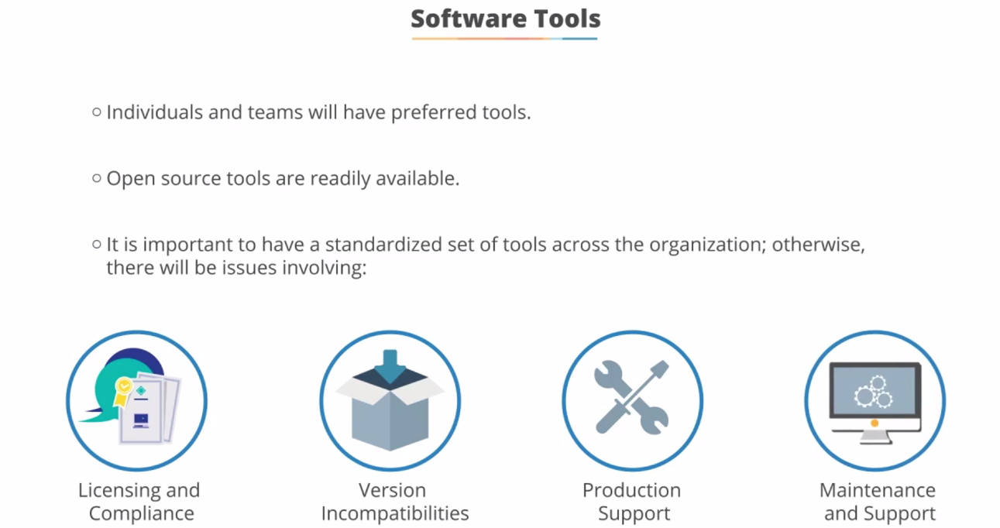 Software Tools
○ Individuals and teams will have preferred tools.
○ Open source tools are readily available.
○ It is important to have a standardized set of tools across the organization; otherwise,
there will be issues involving:
Licensing and
Compliance
Version
Incompatibilities
Production
Support
Maintenance
and Support